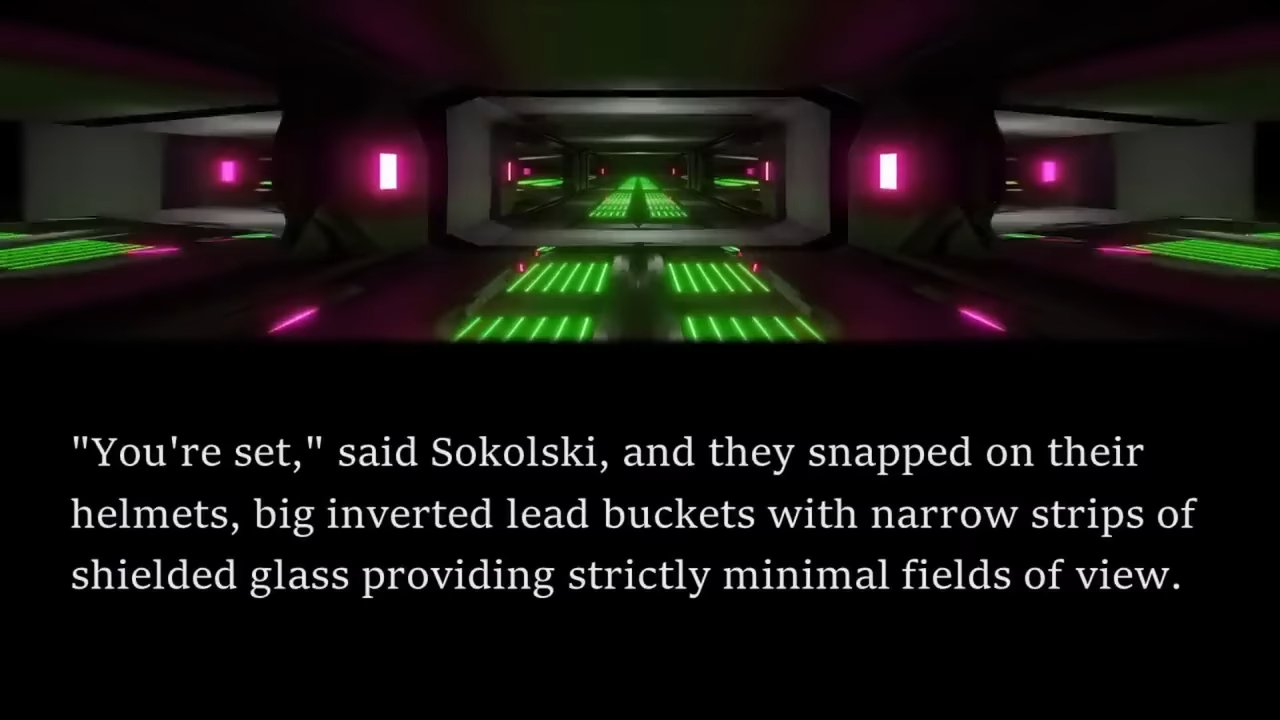 "You're set," said Sokolski, and they snapped on their
helmets, big inverted lead buckets with narrow strips of
shielded glass providing strictly minimal fields of view.